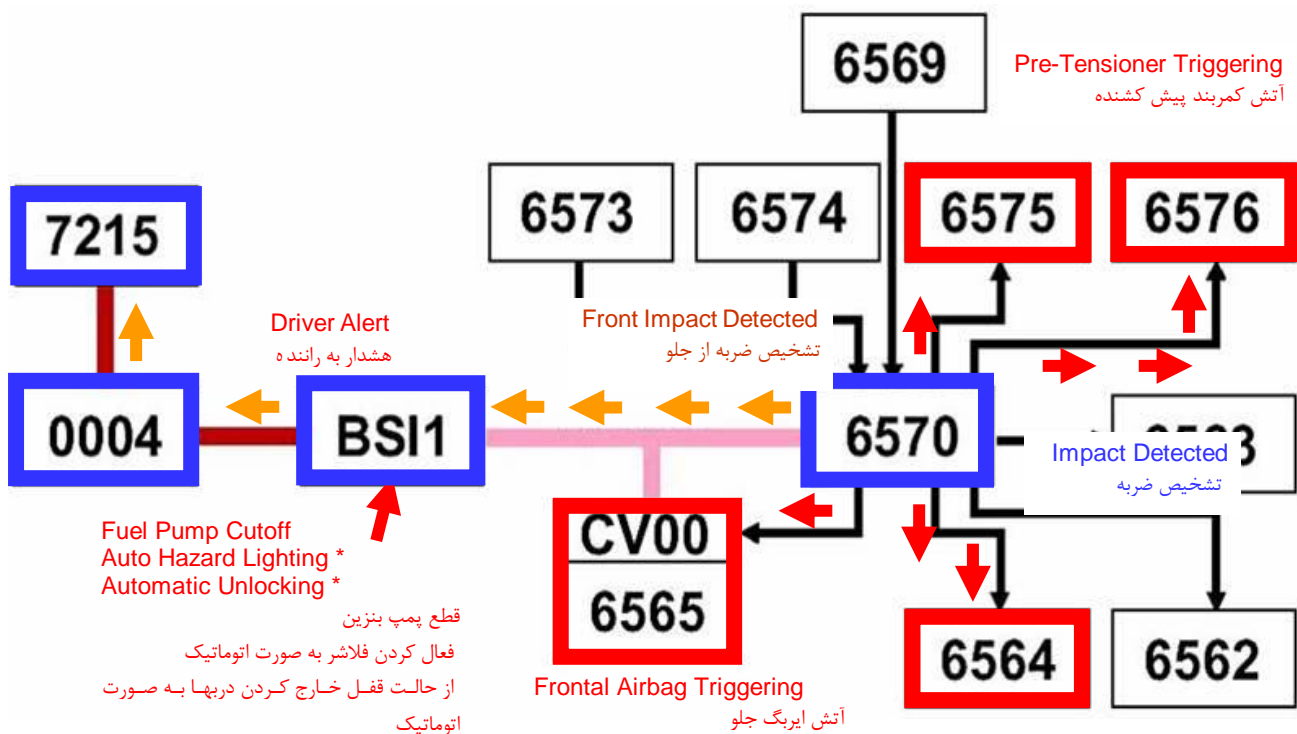 6569
Pre-Tensioner Triggering
آتش کمربند پیش کشنده
6573
6574
6575
6576
7215
Driver Alert
هشدار به راننده
Front Impact Detected
تشخیص ضربه از جلو
0004
BSI1
6570
Impact Detected
تشخیص ضربه
Fuel Pump Cutoff
Auto Hazard Lighting *
Automatic Unlocking *
قطع پمپ بنزین
فعال کردن فلاشر به صورت اتوماتیک
از حالت قفل خارج کردن دربها به صورت
اتوماتیک
CV00
6565
Frontal Airbag Triggering
آتش ایربگ جلو
6564
6562